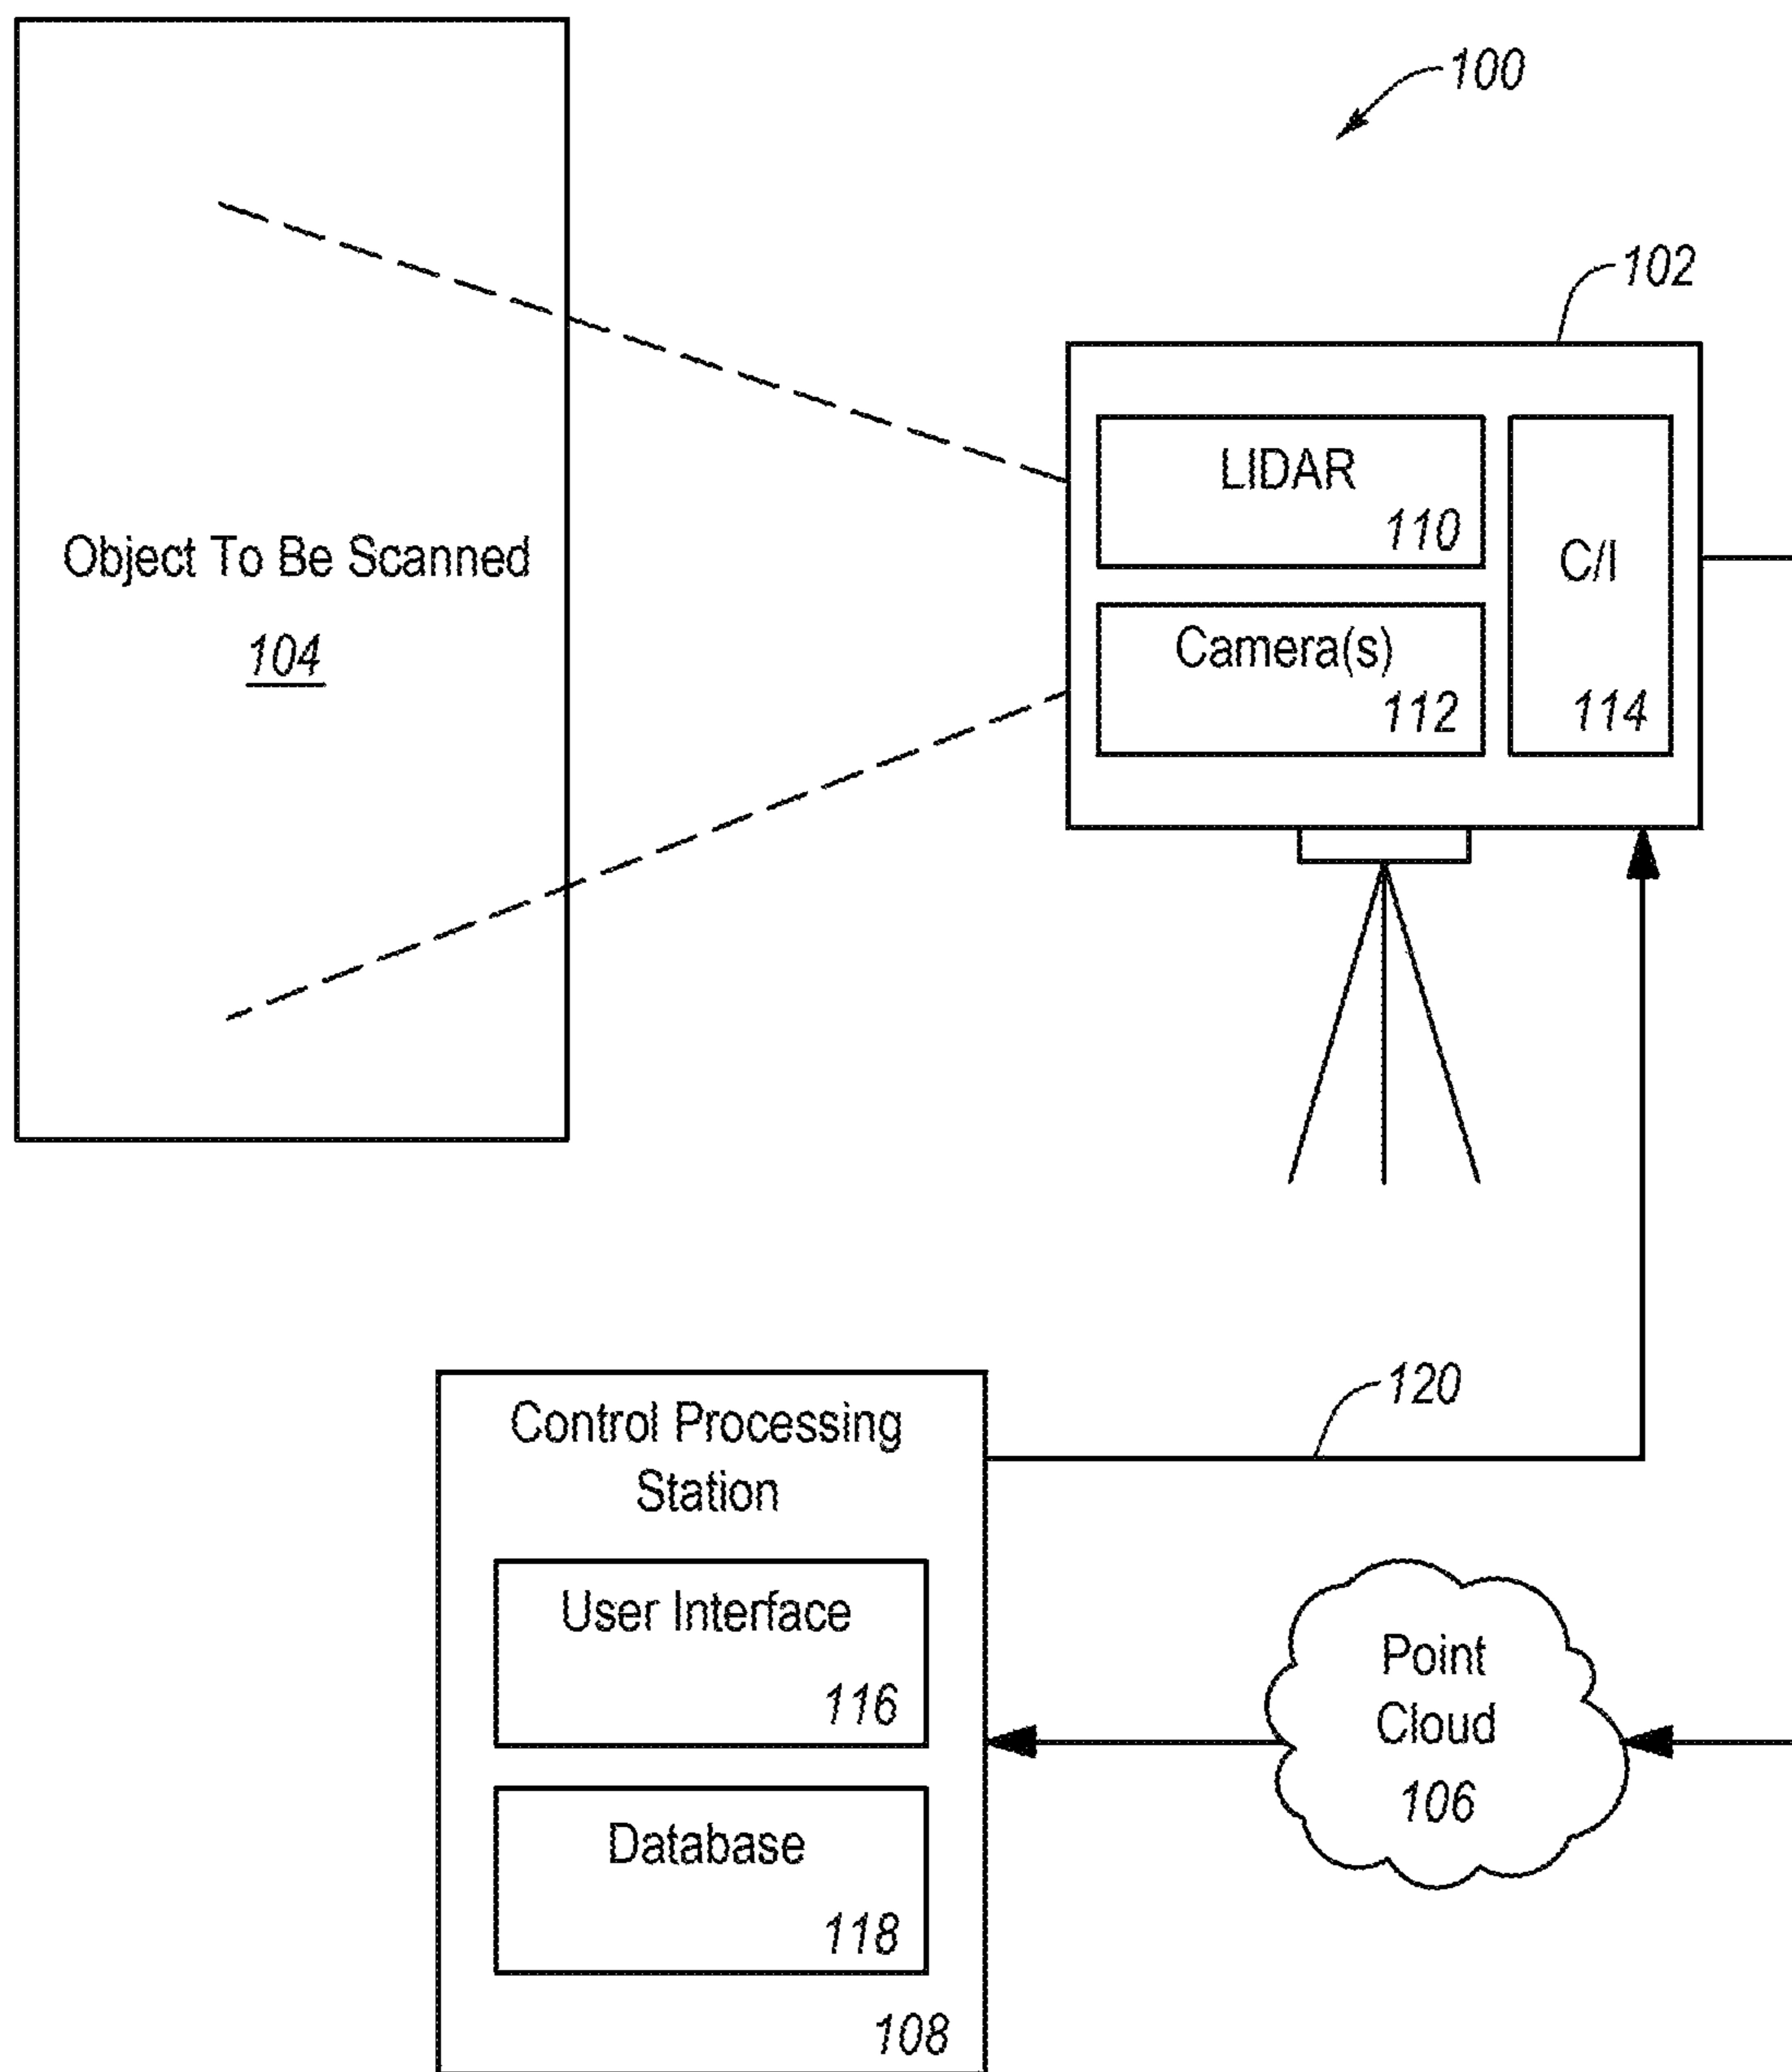 100
102
LIDAR
110
C/I
114
Camera(s)
112
Object To Be Scanned
104
120
Control Processing
Station
User Interface
116
Database
118
108
Point
Cloud
106